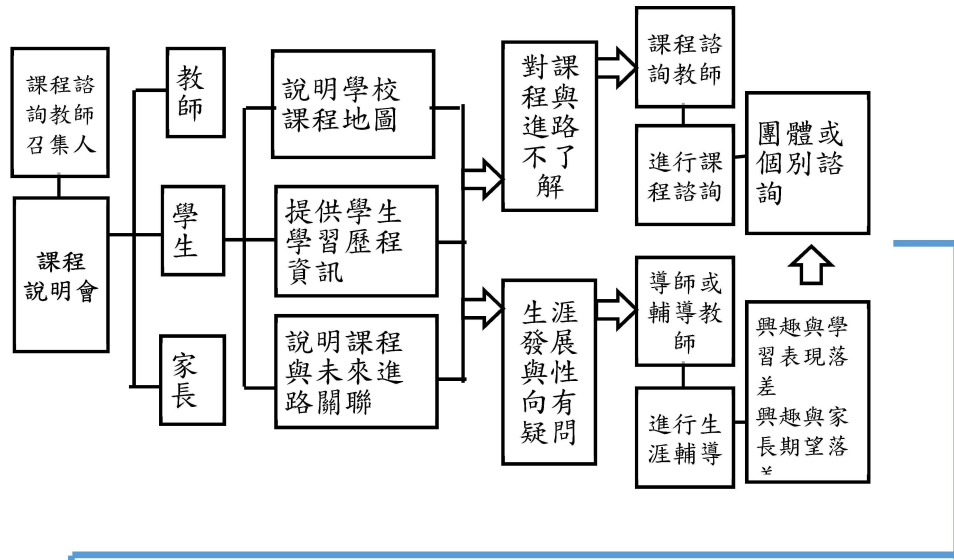 課程諮
詢教師
召集人
課程
說明會
教
師
學
生
家
長
說明學校
課程地圖
提供學生
學習歷程
資訊
說明課程
與未來進
路關聯
對課
程與
進路
不了
解
生涯
發展
與性
向有
疑問
課程諮
詢教師
進行課
程諮詢
團體或
個別諮
詢
導師或
輔導教
師
進行生
涯輔導
興趣與學
習表現落
差
興趣與家
長期望落